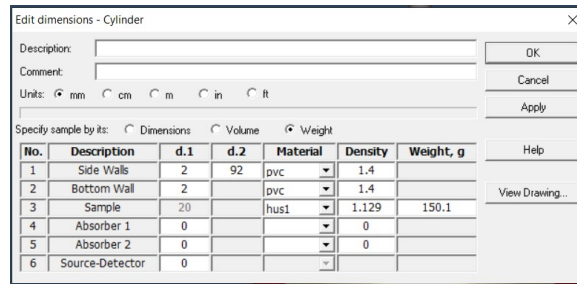 Edit dimensions - Cylinder
Description:
OK
Comment:
Cancel
Units: mm cm m in ft
Apply
Specify sample by its: Dimensions Volume Weight
No. Description d.1 d.2 Material Density Weight, g
Help
1 Side Walls 2 92 pvc 1.4
2 Bottom Wall 2 pvc 1.4
View Drawing...
3 Sample 20 hus1 1.129 150.1
4 Absorber 1 0 0
5 Absorber 2 0 0
6 Source-Detector 0